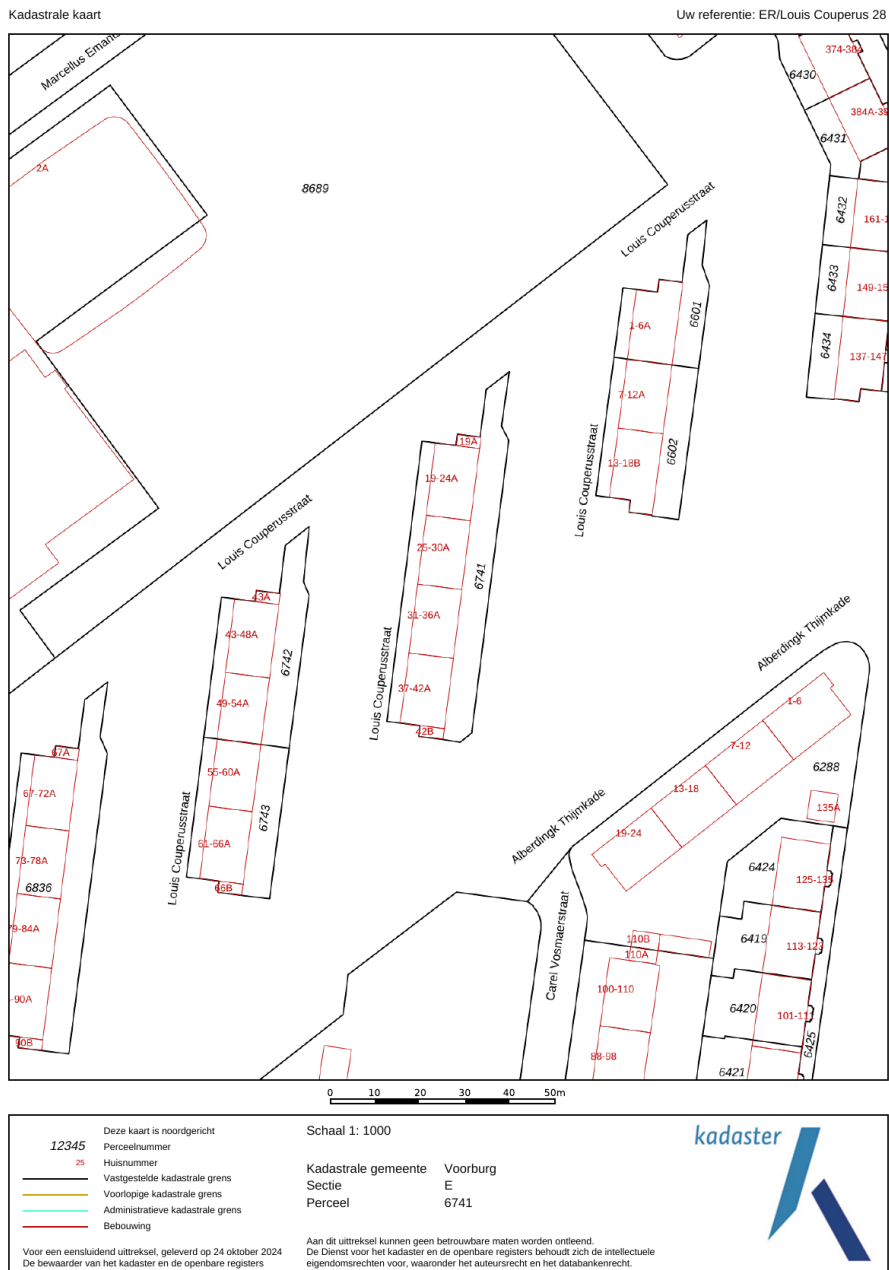 Kadastrale kaart
Uw referentie: ER/Louis Couperus 28
374-384
6430
384A-39
6431
2A
8689
Louis Couperusstraat
6432
161-1
6433
149-15
6434
137-147
6601
1-6A
7-12A
6602
13-18B
Louis Couperusstraat
19A
19-24A
25-30A
6741
31-36A
37-42A
42B
Louis Couperusstraat
Louis Couperusstraat
43A
43-48A
6742
49-54A
55-60A
6743
61-66A
66B
Louis Couperusstraat
67A
67-72A
73-78A
6836
79-84A
-90A
90B
Alberdingk Thijmkade
1-6
7-12
6288
13-18
135A
19-24
Alberdingk Thijmkade
6424
125-135
Carel Vosmaerstraat
110B
110A
6419
113-123
100-110
6420
101-111
6425
88-98
6421
0 10 20 30 40 50m
Deze kaart is noordgericht
12345 Perceelnummer
25 Huisnummer
Vastgestelde kadastrale grens
Voorlopige kadastrale grens
Administratieve kadastrale grens
Bebouwing
Voor een eensluidend uittreksel, geleverd op 24 oktober 2024
De bewaarder van het kadaster en de openbare registers
Schaal 1: 1000
Kadastrale gemeente Voorburg
Sectie E
Perceel 6741
Aan dit uittreksel kunnen geen betrouwbare maten worden ontleend.
De Dienst voor het kadaster en de openbare registers behoudt zich de intellectuele
eigendomsrechten voor, waaronder het auteursrecht en het databankenrecht.
kadaster